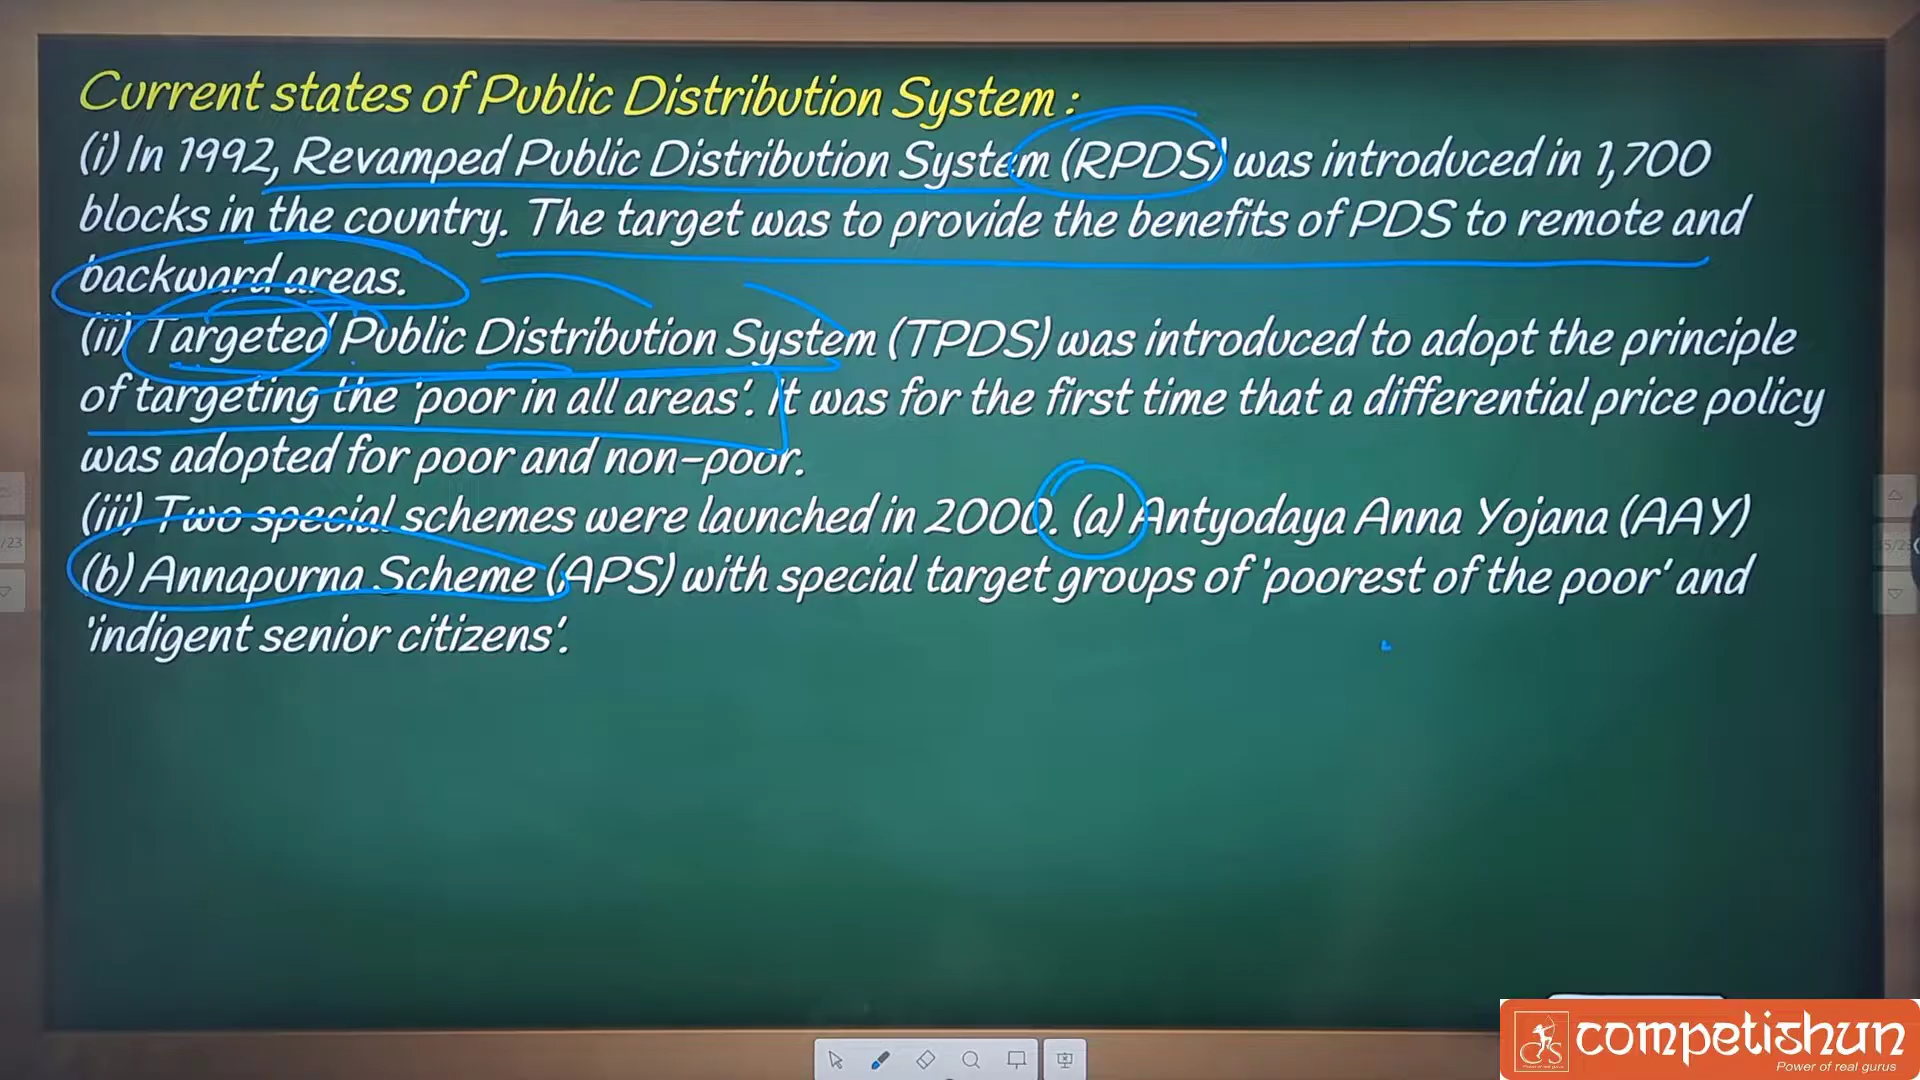 Current states of Public Distribution System :
(i) In 1992, Revamped Public Distribution System (RPDS) was introduced in 1,700
blocks in the country. The target was to provide the benefits of PDS to remote and
backward areas.
(ii) Targeted Public Distribution System (TPDS) was introduced to adopt the principle
of targeting the 'poor in all areas'. It was for the first time that a differential price policy
was adopted for poor and non-poor.
(iii) Two special schemes were launched in 2000. (a) Antyodaya Anna Yojana (AAY)
(b) Annapurna Scheme (APS) with special target groups of 'poorest of the poor' and
'indigent senior citizens'.
competishun
Power of real gurus